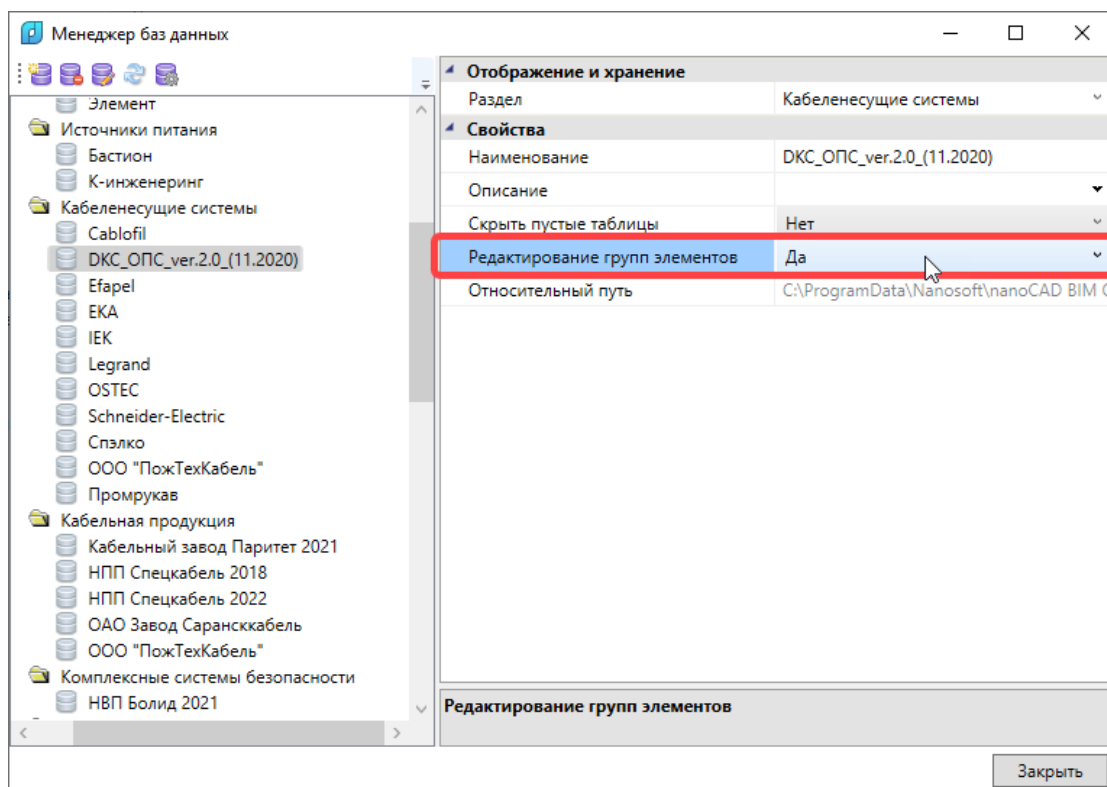 Менеджер баз данных
Элемент
Источники питания
Бастион
К-инженеринг
Кабеленесущие системы
Cablofil
DKC_ОПС_ver.2.0_(11.2020)
Efapel
EKA
IEK
Legrand
OSTEC
Schneider-Electric
Спэлко
ООО "ПожТехКабель"
Промрукав
Кабельная продукция
Кабельный завод Паритет 2021
НПП Спецкабель 2018
НПП Спецкабель 2022
ОАО Завод Сарансккабель
ООО "ПожТехКабель"
Комплексные системы безопасности
НВП Болид 2021
Отображение и хранение
Раздел Кабеленесущие системы
Свойства
Наименование DKC_ОПС_ver.2.0_(11.2020)
Описание
Скрыть пустые таблицы Нет
Редактирование групп элементов Да
Относительный путь C:\ProgramData\Nanosoft\nanoCAD BIM
Редактирование групп элементов
Закрыть